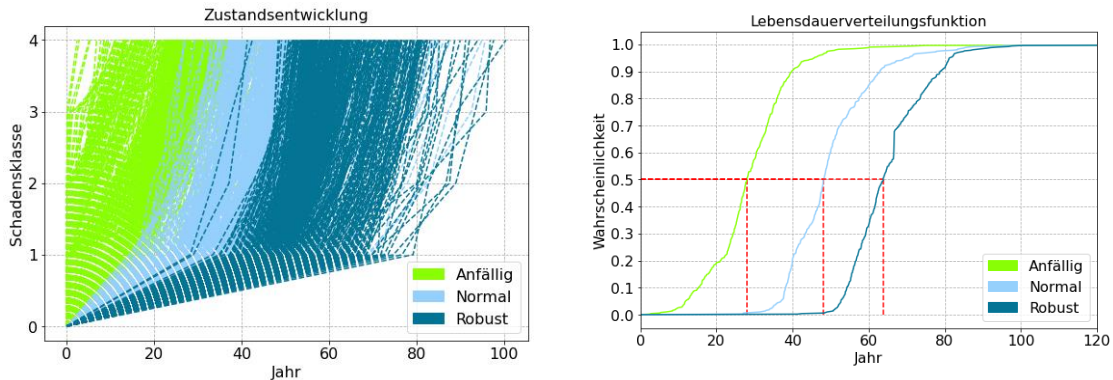 Zustandsentwicklung
Schadensklasse
4
3
2
1
0
0 20 40 60 80 100
Jahr
Anfällig
Normal
Robust
Lebensdauerverteilungsfunktion
Wahrscheinlichkeit
1.0
0.9
0.8
0.7
0.6
0.5
0.4
0.3
0.2
0.1
0.0
0 20 40 60 80 100 120
Jahr
Anfällig
Normal
Robust